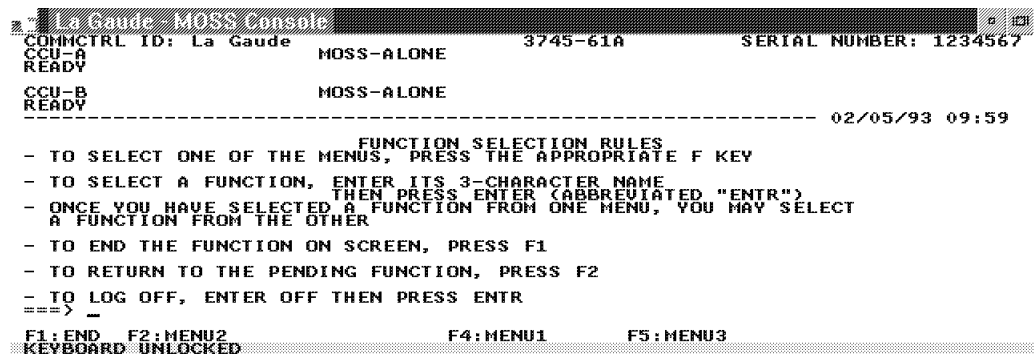 La Gaude - MOSS Console
COMMCTRL ID: La Gaude 3745-61A SERIAL NUMBER: 1234567
CCU-A MOSS-ALONE
READY
CCU-B MOSS-ALONE
READY
------------------------------------------------------------------------ 02/05/93 09:59
FUNCTION SELECTION RULES
- TO SELECT ONE OF THE MENUS, PRESS THE APPROPRIATE F KEY
- TO SELECT A FUNCTION, ENTER ITS 3-CHARACTER NAME
THEN PRESS ENTER (ABBREVIATED "ENTR")
- ONCE YOU HAVE SELECTED A FUNCTION FROM ONE MENU, YOU MAY SELECT
A FUNCTION FROM THE OTHER
- TO END THE FUNCTION ON SCREEN, PRESS F1
- TO RETURN TO THE PENDING FUNCTION, PRESS F2
- TO LOG OFF, ENTER OFF THEN PRESS ENTR
===> _
F1:END F2:MENU2 F4:MENU1 F5:MENU3
KEYBOARD UNLOCKED